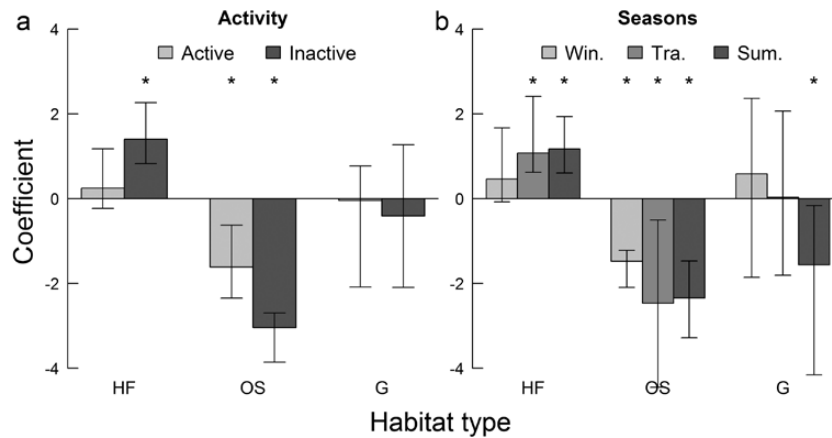 a
Activity
Active Inactive
* * *
4
2
0
-2
-4
Coefficient
HF OS G
b
Seasons
Win. Tra. Sum.
* * * * * *
4
2
0
-2
-4
HF OS G
Habitat type